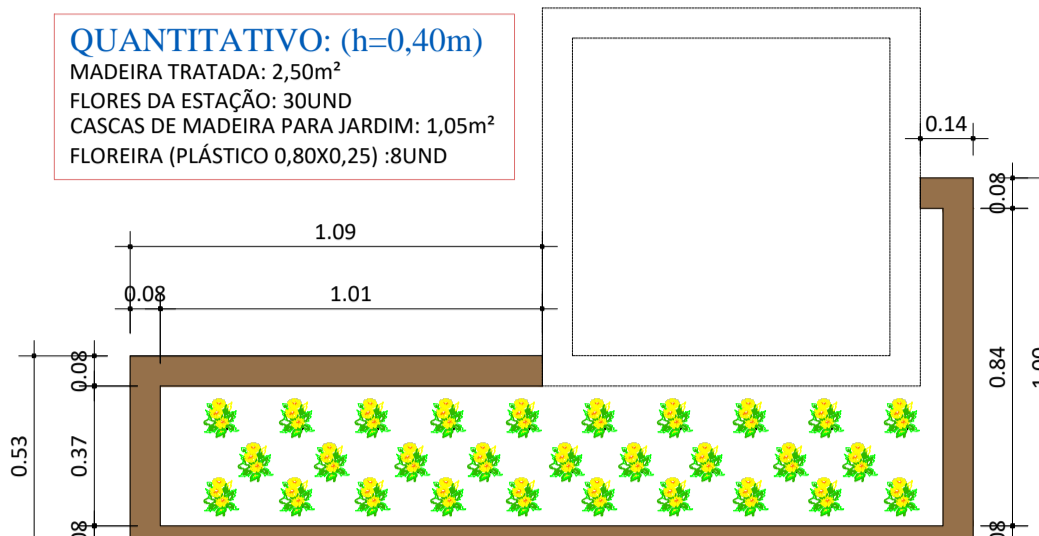 QUANTITATIVO: (h=0,40m)
MADEIRA TRATADA: 2,50m²
FLORES DA ESTAÇÃO: 30UND
CASCAS DE MADEIRA PARA JARDIM: 1,05m²
FLOREIRA (PLÁSTICO 0,80X0,25) :8UND
0.14
0.08
1.09
0.08
1.01
0.08
0.84
0.53
0.37